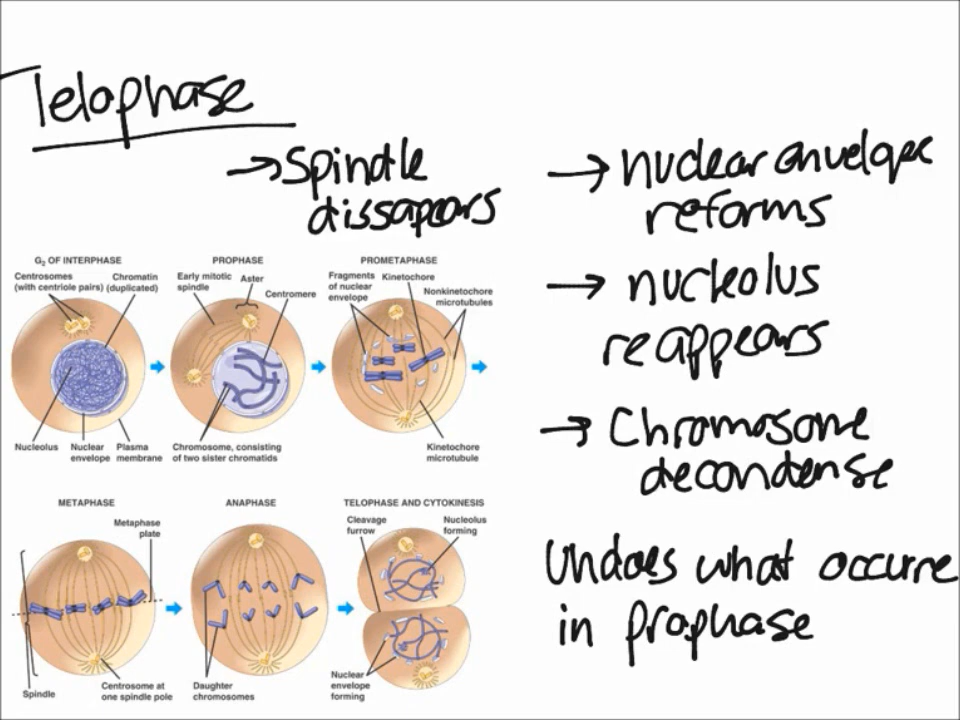 Telophase
→ Spindle
dissapears
→ nuclear envelope
reforms
→ nucleolus
reappears
→ Chromosome
decondense
Undoes what occurre
in prophase
G₂ OF INTERPHASE
Centrosomes
(with centriole pairs)
Chromatin
(duplicated)
Nucleolus
Nuclear
envelope
Plasma
membrane
PROPHASE
Early mitotic
spindle
Aster
Centromere
Chromosome, consisting
of two sister chromatids
PROMETAPHASE
Fragments
of nuclear
envelope
Kinetochore
Nonkinetochore
microtubules
Kinetochore
microtubule
METAPHASE
Metaphase
plate
Spindle
Centrosome at
one spindle pole
ANAPHASE
Daughter
chromosomes
TELOPHASE AND CYTOKINESIS
Cleavage
furrow
Nucleolus
forming
Nuclear
envelope
forming